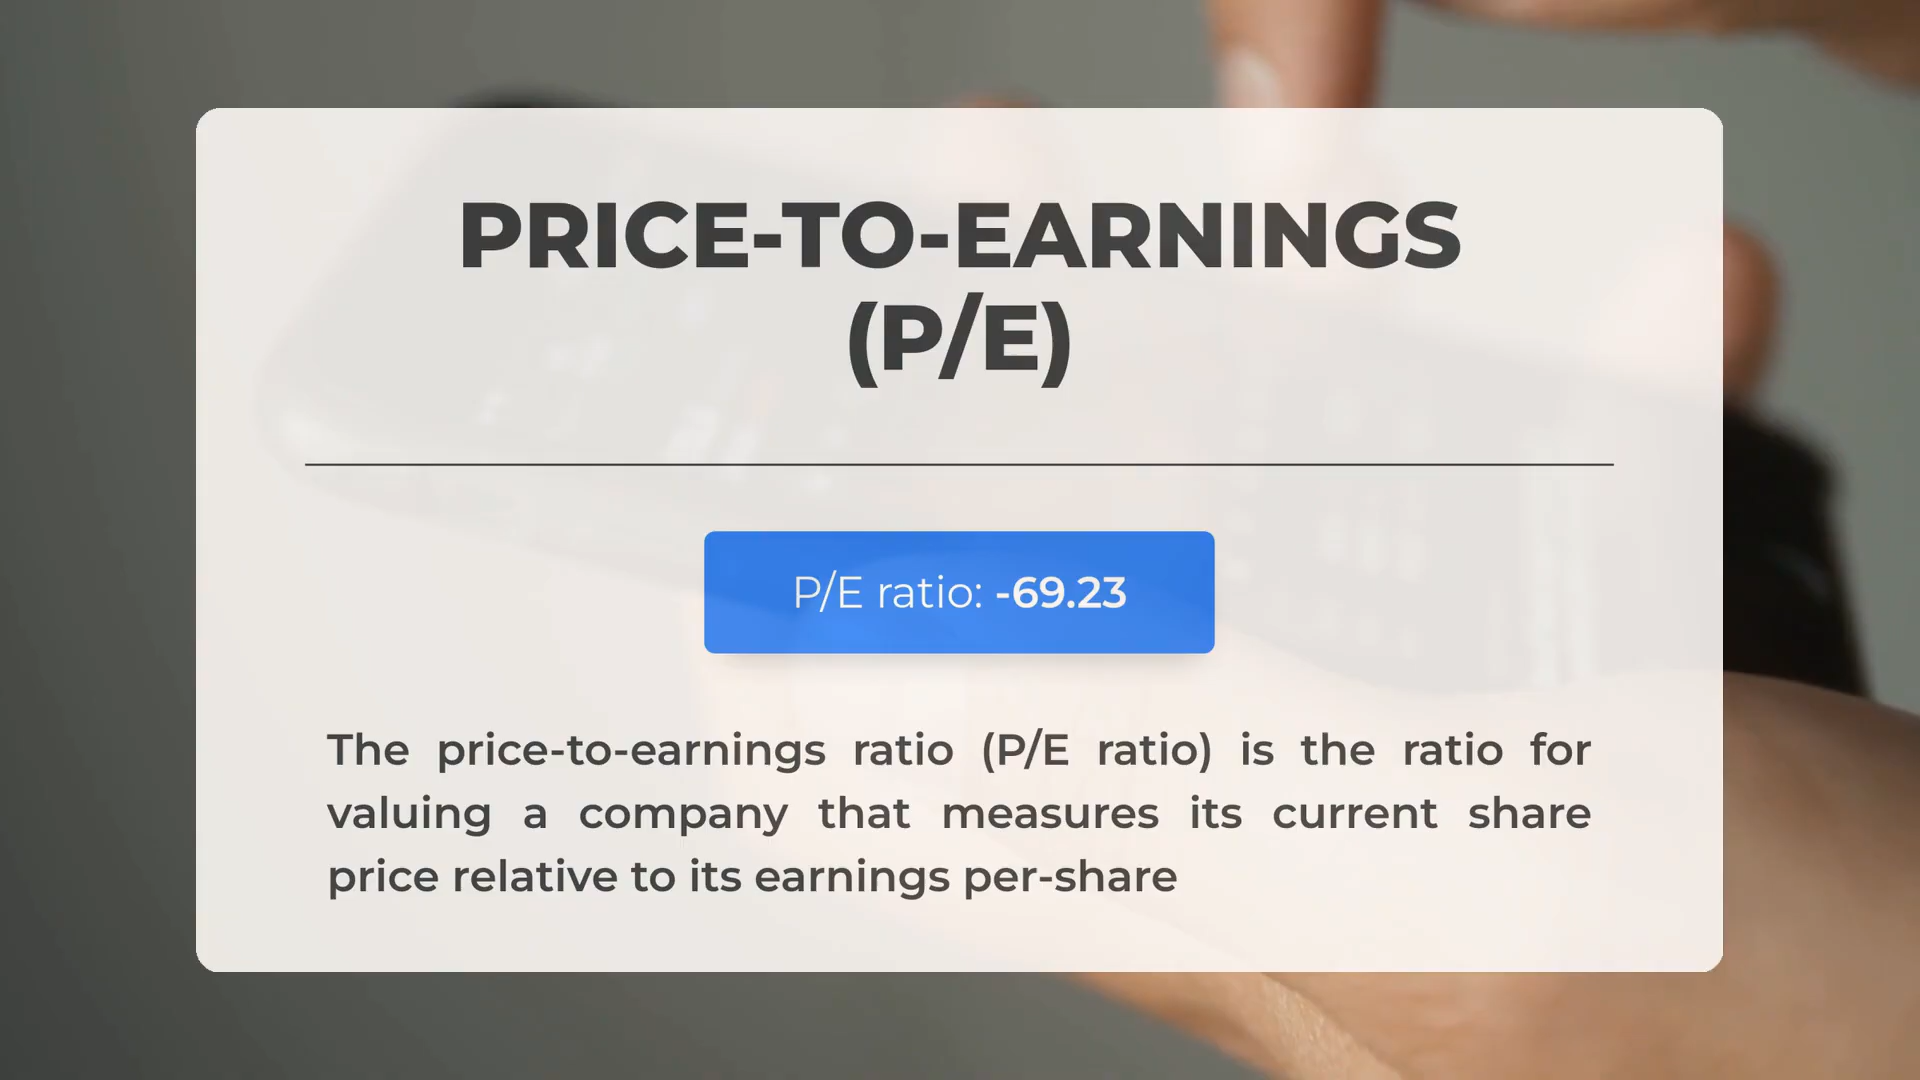 PRICE-TO-EARNINGS
(P/E)
P/E ratio: -69.23
The price-to-earnings ratio (P/E ratio) is the ratio for
valuing a company that measures its current share
price relative to its earnings per-share